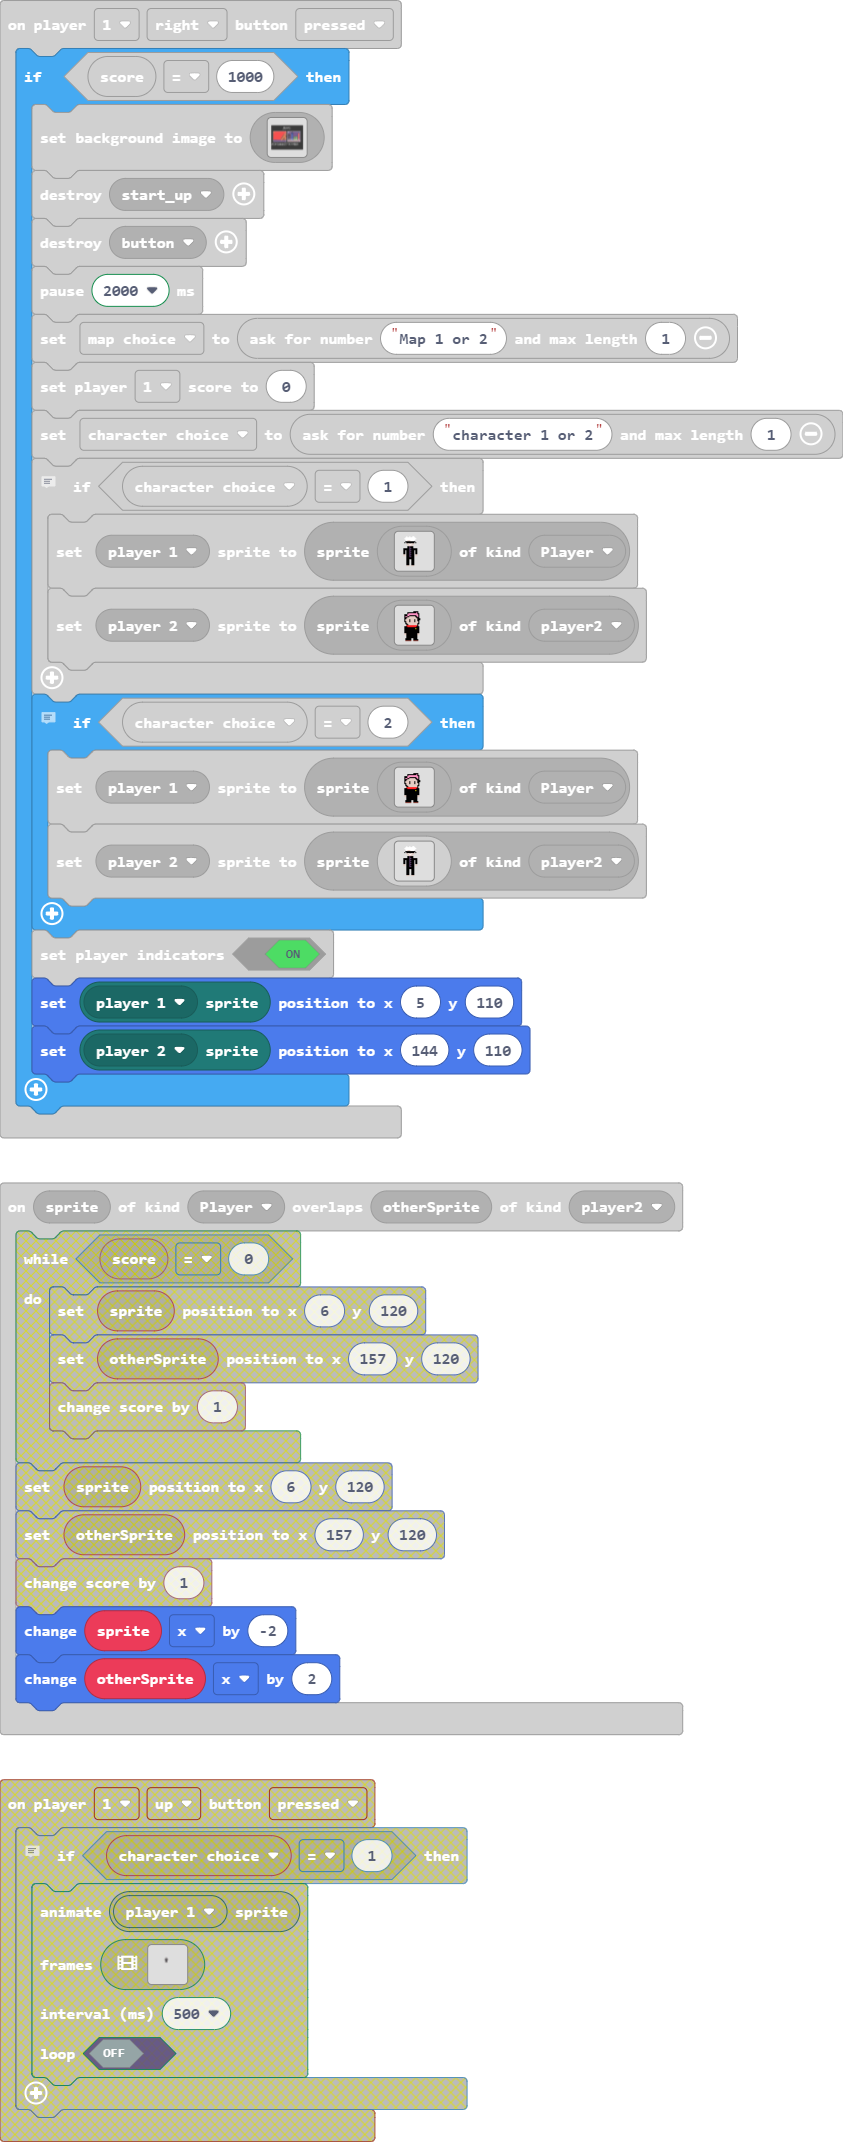 on player 1 right button pressed
if score = 1000 then
set background image to
destroy start_up
destroy button
pause 2000 ms
set map choice to ask for number "Map 1 or 2" and max length 1
set player 1 score to 0
set character choice to ask for number "character 1 or 2" and max length 1
if character choice = 1 then
set player 1 sprite to sprite of kind Player
set player 2 sprite to sprite of kind player2
if character choice = 2 then
set player 1 sprite to sprite of kind Player
set player 2 sprite to sprite of kind player2
set player indicators ON
set player 1 sprite position to x 5 y 110
set player 2 sprite position to x 144 y 110
on sprite of kind Player overlaps otherSprite of kind player2
while score = 0
do
set sprite position to x 6 y 120
set otherSprite position to x 157 y 120
change score by 1
set sprite position to x 6 y 120
set otherSprite position to x 157 y 120
change score by 1
change sprite x by -2
change otherSprite x by 2
on player 1 up button pressed
if character choice = 1 then
animate player 1 sprite
frames
interval (ms) 500
loop OFF